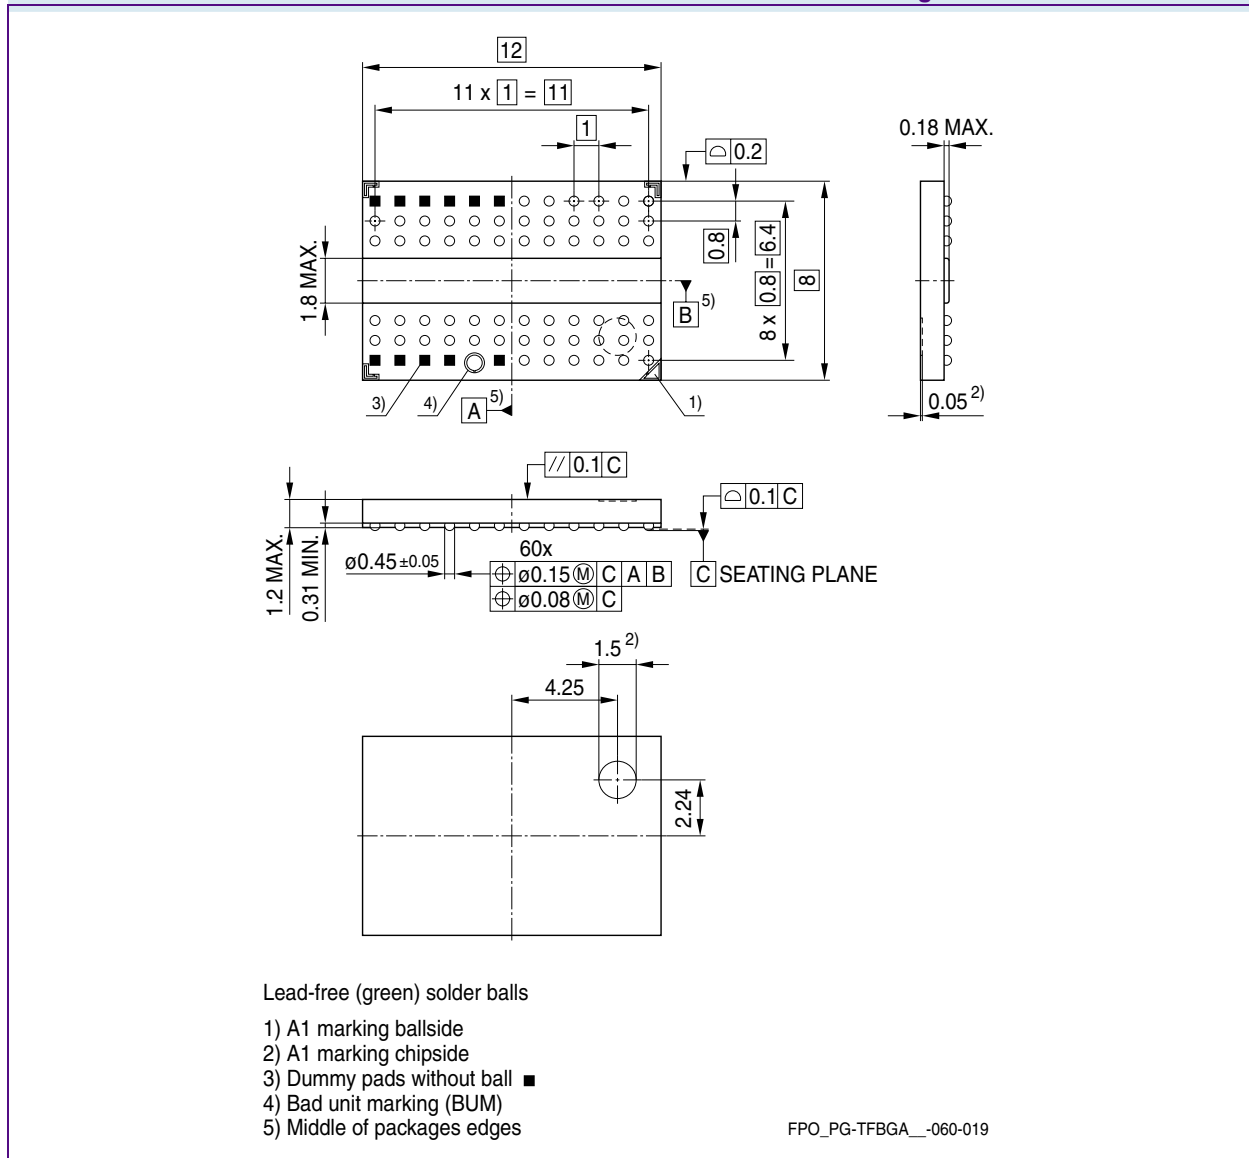 12
11 x 1 = 11
1
0.18 MAX.
⌓ 0.2
1.8 MAX.
0.8
8 x 0.8 = 6.4
8
B 5)
3)
4)
A 5)
1)
0.05 2)
// 0.1 C
⌓ 0.1 C
1.2 MAX.
0.31 MIN.
ø0.45 ±0.05
60x
⌖ ø0.15 Ⓜ C A B
⌖ ø0.08 Ⓜ C
C SEATING PLANE
1.5 2)
4.25
2.24
Lead-free (green) solder balls
1) A1 marking ballside
2) A1 marking chipside
3) Dummy pads without ball ■
4) Bad unit marking (BUM)
5) Middle of packages edges
FPO_PG-TFBGA__-060-019